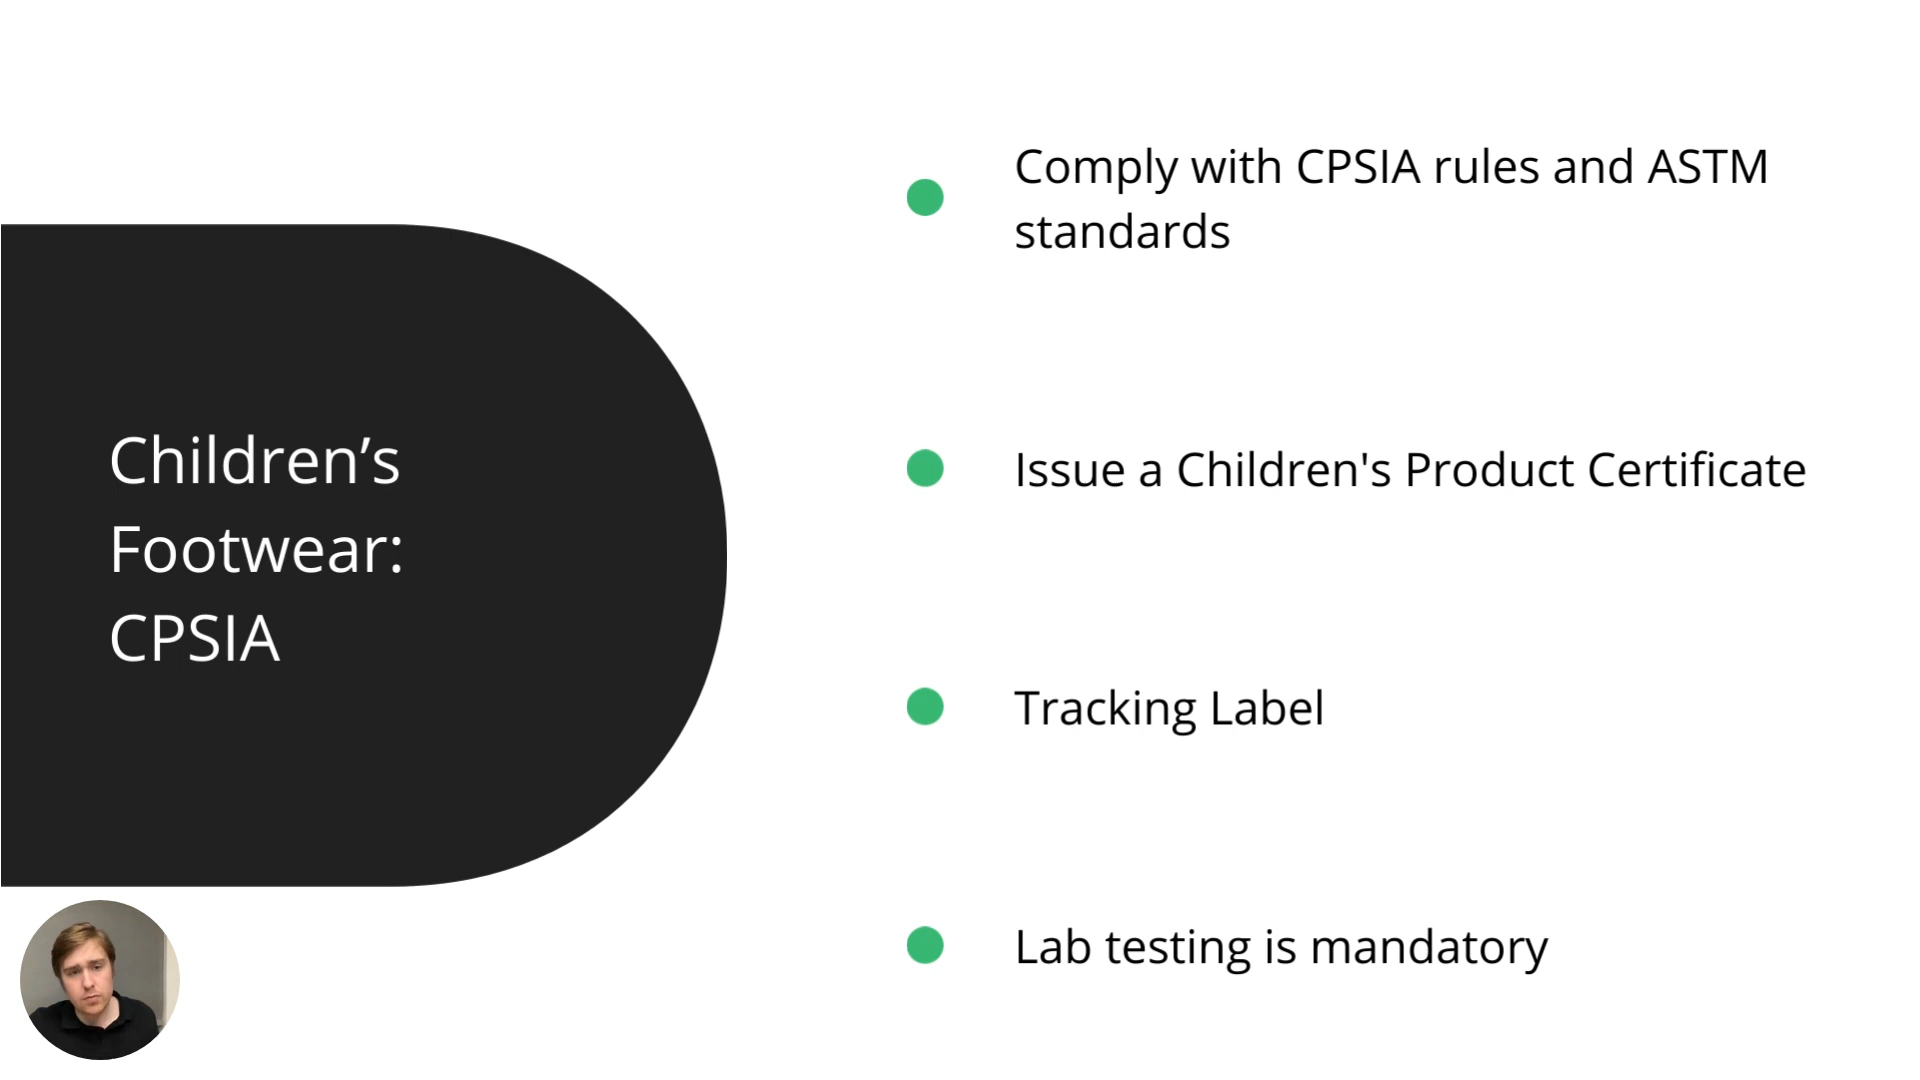 Children’s
Footwear:
CPSIA
Comply with CPSIA rules and ASTM
standards
Issue a Children's Product Certificate
Tracking Label
Lab testing is mandatory